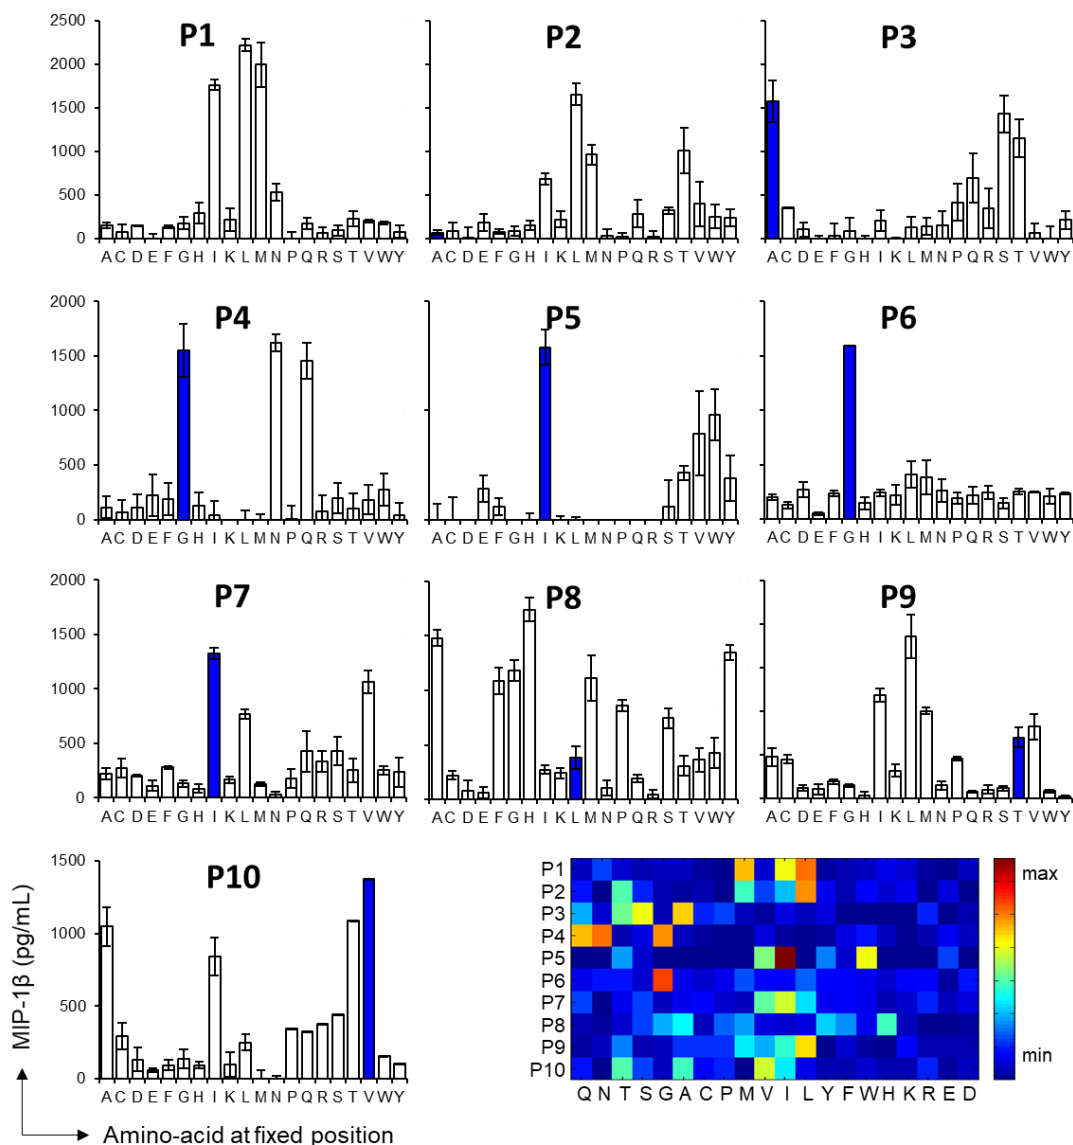 P1 P2 P3
2500
2000
1500
1000
500
0
A C D E F G H I K L M N P Q R S T V W Y
A C D E F G H I K L M N P Q R S T V W Y
A C D E F G H I K L M N P Q R S T V W Y
P4 P5 P6
2000
1500
1000
500
0
A C D E F G H I K L M N P Q R S T V W Y
A C D E F G H I K L M N P Q R S T V W Y
A C D E F G H I K L M N P Q R S T V W Y
P7 P8 P9
2000
1500
1000
500
0
A C D E F G H I K L M N P Q R S T V W Y
A C D E F G H I K L M N P Q R S T V W Y
A C D E F G H I K L M N P Q R S T V W Y
P10
1500
1000
500
0
A C D E F G H I K L M N P Q R S T V W Y
MIP-1β (pg/mL)
Amino-acid at fixed position
P1
P2
P3
P4
P5
P6
P7
P8
P9
P10
Q N T S G A C P M V I L Y F W H K R E D
max
min